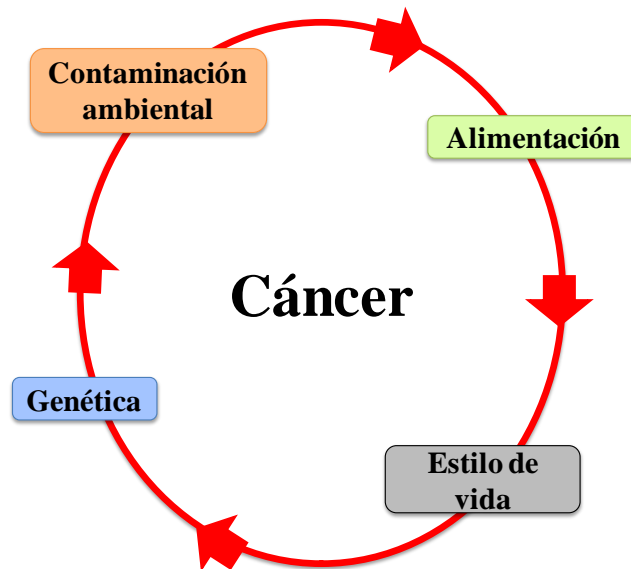 Contaminación
ambiental
Alimentación
Cáncer
Genética
Estilo de
vida